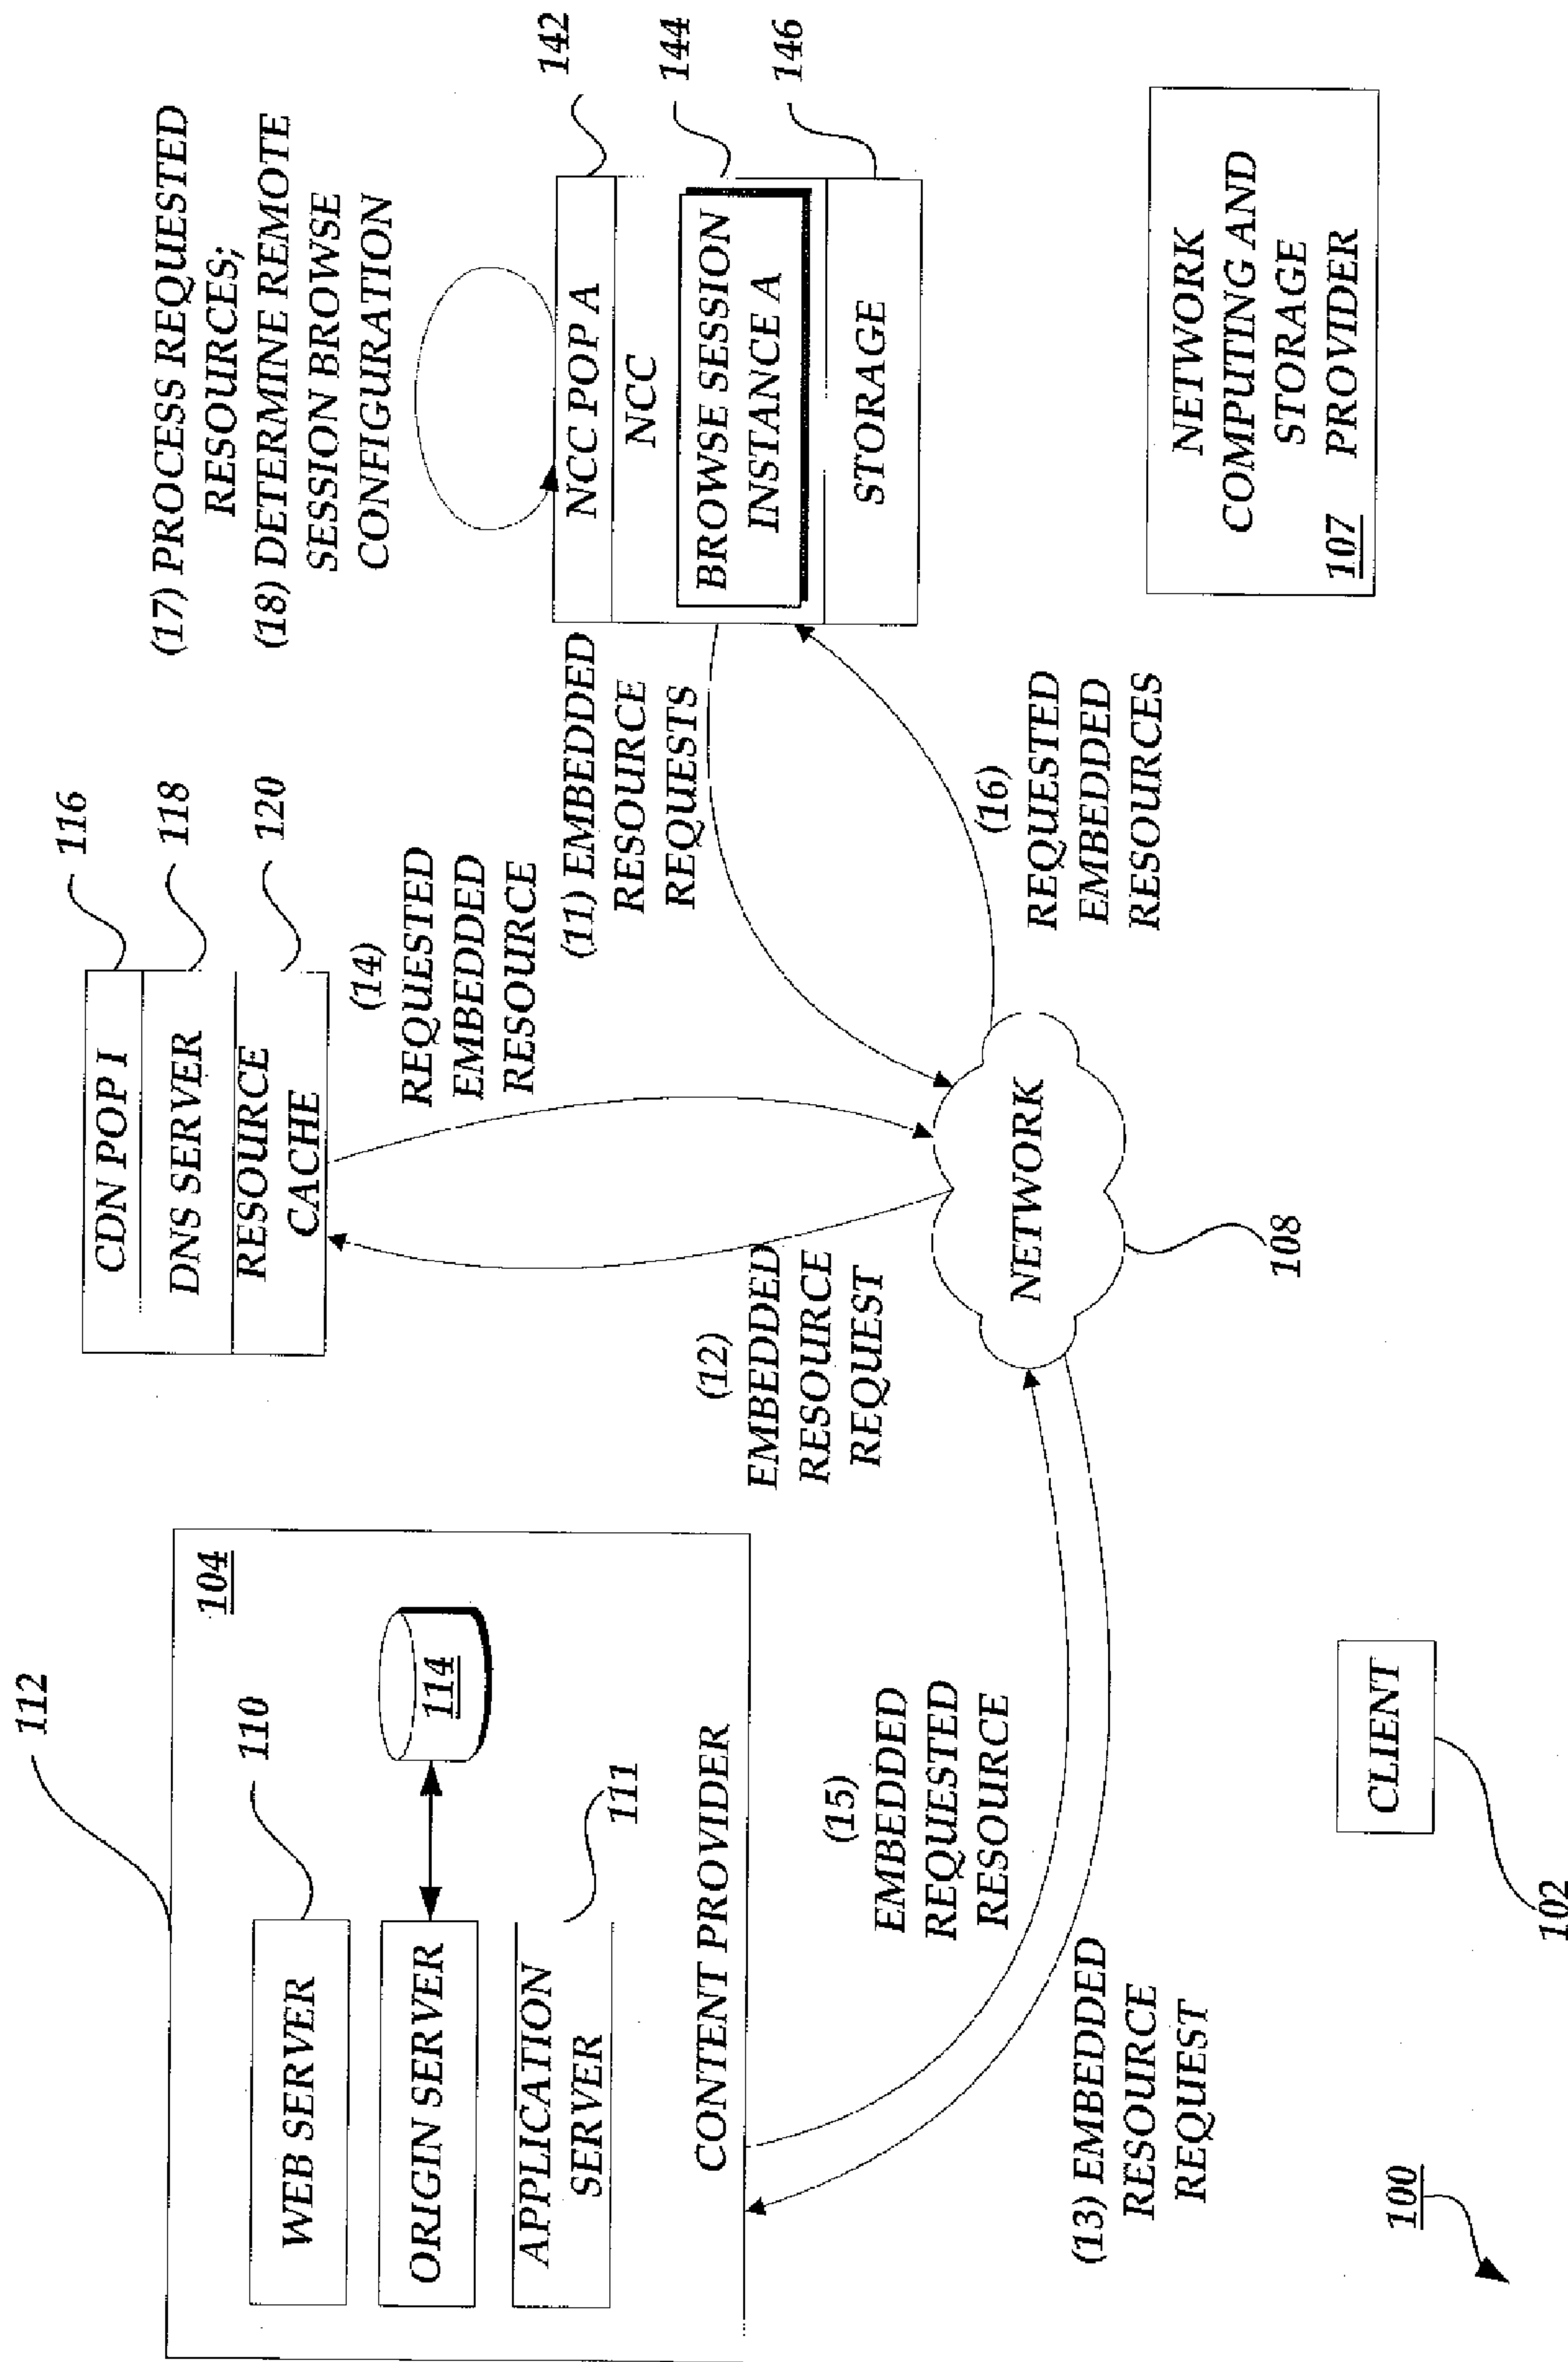 112
104
110
WEB SERVER
ORIGIN SERVER
114
APPLICATION
SERVER
111
CONTENT PROVIDER
116
CDN POP I
118
DNS SERVER
120
RESOURCE
CACHE
(17) PROCESS REQUESTED
RESOURCES;
(18) DETERMINE REMOTE
SESSION BROWSE
CONFIGURATION
142
NCC POP A
144
NCC
BROWSE SESSION
INSTANCE A
146
STORAGE
(14)
REQUESTED
EMBEDDED
RESOURCE
(11) EMBEDDED
RESOURCE
REQUESTS
(12)
EMBEDDED
RESOURCE
REQUEST
(15)
EMBEDDED
REQUESTED
RESOURCE
(16)
REQUESTED
EMBEDDED
RESOURCES
NETWORK
108
(13) EMBEDDED
RESOURCE
REQUEST
NETWORK
COMPUTING AND
STORAGE
107 PROVIDER
CLIENT
102
100